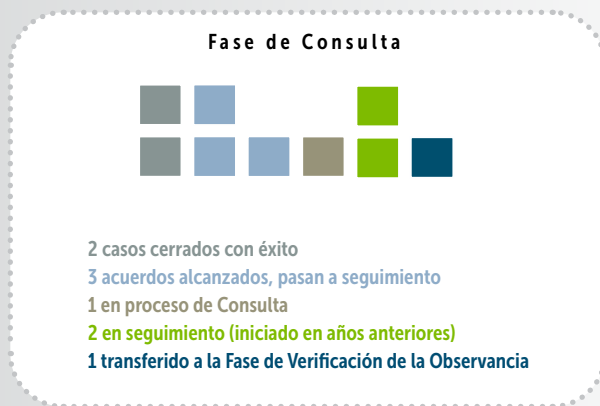 Fase de Consulta
2 casos cerrados con éxito
3 acuerdos alcanzados, pasan a seguimiento
1 en proceso de Consulta
2 en seguimiento (iniciado en años anteriores)
1 transferido a la Fase de Verificación de la Observancia